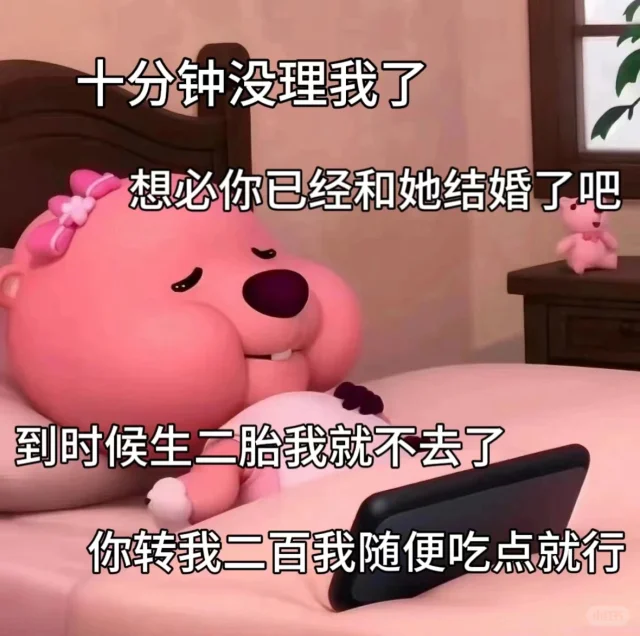 十分钟没理我了
想必你已经和她结婚了吧
到时候生二胎我就不去了
你转我二百我随便吃点就行